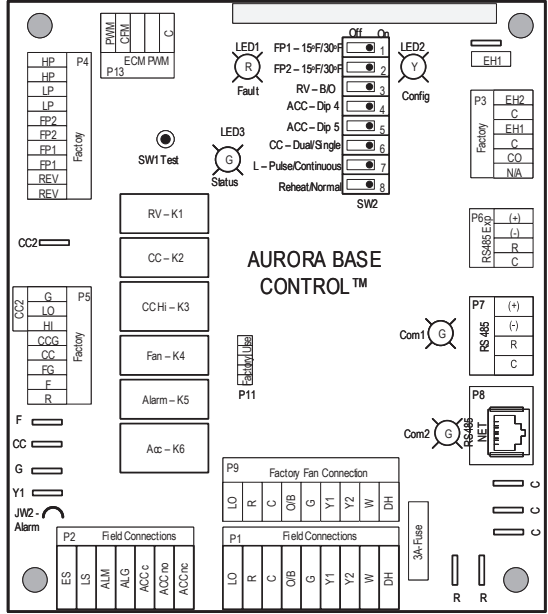 PWM
CFM
C
ECM PWM
P13
LED1
R
Fault
Off On
FP1 – 15ºF/30ºF 1
FP2 – 15ºF/30ºF 2
RV – B/O 3
ACC – Dip 4 4
ACC – Dip 5 5
CC – Dual/Single 6
L – Pulse/Continuous 7
Reheat/Normal 8
SW2
LED2
Y
Config
EH1
P4
HP
HP
LP
LP
FP2
FP2
FP1
FP1
REV
REV
Factory
SW1 Test
LED3
G
Status
P3
EH2
C
EH1
C
CO
N/A
Factory
RV – K1
CC – K2
CC Hi – K3
Fan – K4
Alarm – K5
Acc – K6
AURORA BASE
CONTROL™
P6
(+)
(-)
R
C
RS485 Exp
CC2
CC2
P5
G
LO
HI
CCG
CC
FG
F
R
Factory
Factory Use
P11
Com1
G
P7
(+)
(-)
R
C
RS 485
Com2
G
P8
RS485
NET
F
CC
G
Y1
JW2 -
Alarm
P9
Factory Fan Connection
LO
R
C
O/B
G
Y1
Y2
W
DH
C
C
C
P2
Field Connections
ES
LS
ALM
ALG
ACC c
ACC no
ACC nc
P1
Field Connections
LO
R
C
O/B
G
Y1
Y2
W
DH
3A-Fuse
R
R